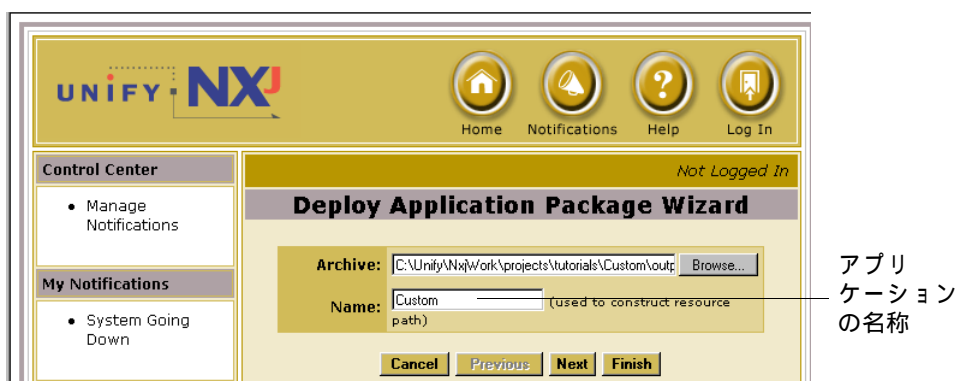 UNIFY NXJ
Home Notifications Help Log In
Control Center
Not Logged In
• Manage
Notifications
Deploy Application Package Wizard
Archive: C:\Unify\NxjWork\projects\tutorials\Custom\outp Browse...
My Notifications
Name: Custom (used to construct resource
path)
• System Going
Down
Cancel Previous Next Finish
アプリ
ケーション
の名称